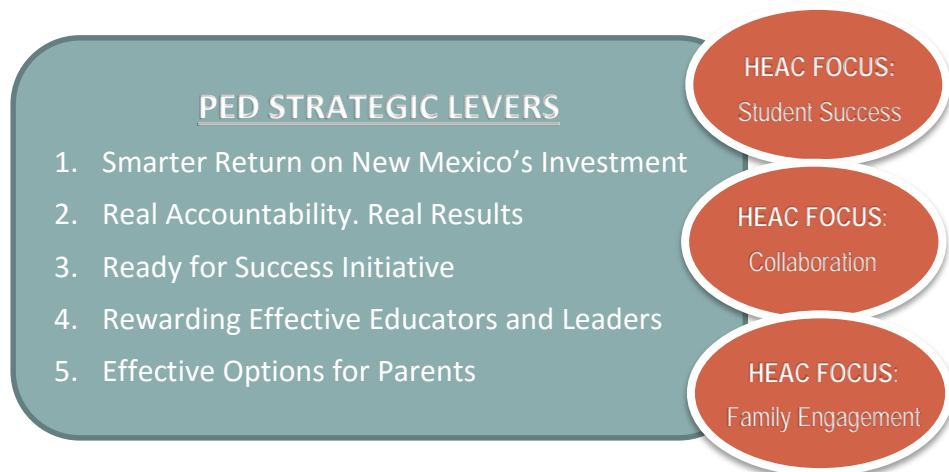 PED STRATEGIC LEVERS
1. Smarter Return on New Mexico’s Investment
2. Real Accountability. Real Results
3. Ready for Success Initiative
4. Rewarding Effective Educators and Leaders
5. Effective Options for Parents
HEAC FOCUS:
Student Success
HEAC FOCUS:
Collaboration
HEAC FOCUS:
Family Engagement